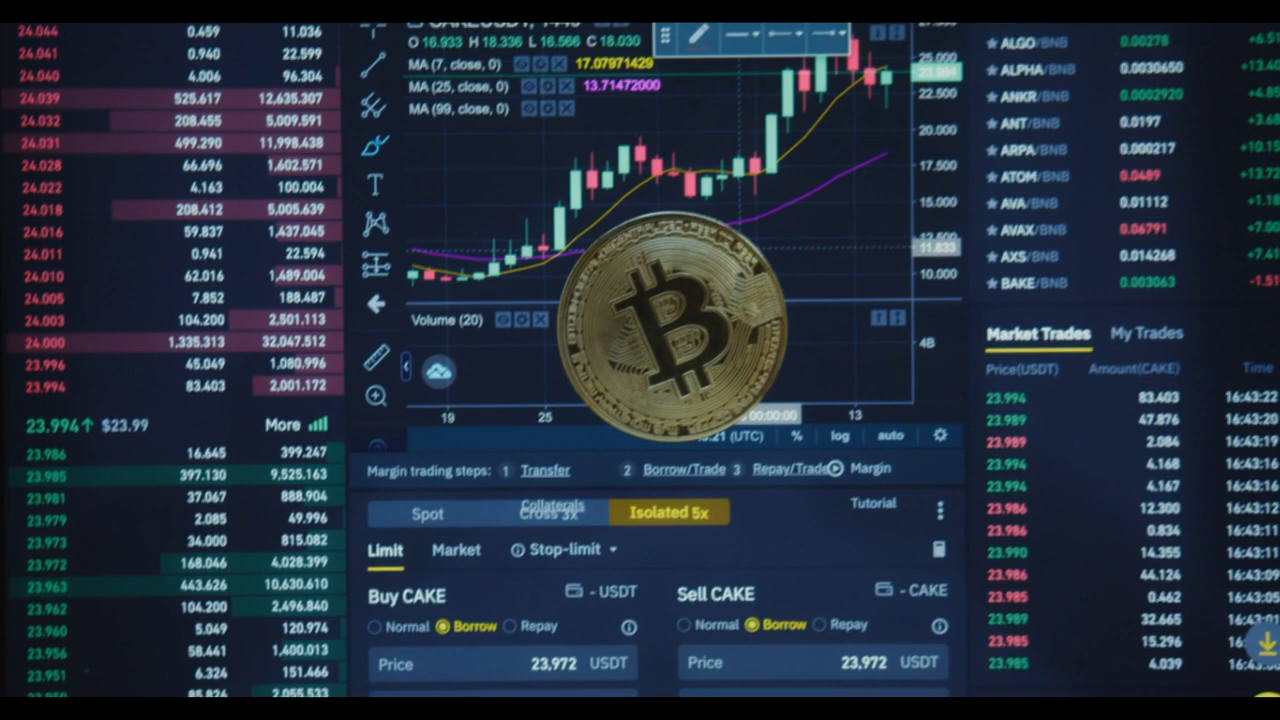 24.044 0.459 11.036
24.041 0.940 22.599
24.040 4.006 96.304
24.039 525.617 12,635.307
24.032 208.455 5,009.591
24.031 499.290 11,998.438
24.028 66.696 1,602.571
24.022 4.163 100.004
24.018 208.412 5,005.639
24.016 59.837 1,437.045
24.011 0.941 22.594
24.010 62.016 1,489.004
24.005 7.852 188.487
24.003 104.200 2,501.113
24.000 1,335.313 32,047.512
23.996 45.049 1,080.996
23.994 83.403 2,001.172
23.994↑ $23.99 More
23.986 16.645 399.247
23.985 397.130 9,525.163
23.981 37.067 888.904
23.979 2.085 49.996
23.973 34.000 815.082
23.972 168.046 4,028.399
23.963 443.626 10,630.610
23.962 104.200 2,496.840
23.960 5.049 120.974
23.956 58.441 1,400.013
23.951 6.324 151.466
85.826 2,055.533
O 16.933 H 18.336 L 16.566 C 18.030
MA (7, close, 0) 17.07971429
MA (25, close, 0) 13.71472000
MA (99, close, 0)
T
25.000
23.994
22.500
20.000
17.500
15.000
12.500
11.833
10.000
Volume (20)
4B
B
19 25 00:00:00 13
(UTC) % log auto
Margin trading steps: 1 Transfer 2 Borrow/Trade 3 Repay/Trade Margin
Collaterals Tutorial
Spot Cross 3x Isolated 5x
Limit Market Stop-limit
Buy CAKE - USDT
Normal Borrow Repay
Price 23,972 USDT
Sell CAKE - CAKE
Normal Borrow Repay
Price 23,972 USDT
ALGO/BNB 0.00278
ALPHA/BNB 0.0030650
ANKR/BNB 0.0002920
ANT/BNB 0.0197
ARPA/BNB 0.000217
ATOM/BNB 0.0489
AVA/BNB 0.01112
AVAX/BNB 0.06791
AXS/BNB 0.014268
BAKE/BNB 0.003063
Market Trades My Trades
Price(USDT) Amount(CAKE) Time
23.994 83.403 16:43:22
23.989 47.876 16:43:20
23.989 2.084 16:43:19
23.994 4.168 16:43:16
23.994 4.167 16:43:16
23.986 12.300 16:43:12
23.986 0.834 16:43:11
23.990 14.355 16:43:11
23.986 44.124 16:43:09
23.985 0.462 16:43:05
23.989 32.665 16:43:01
23.985 15.296
23.985 4.039